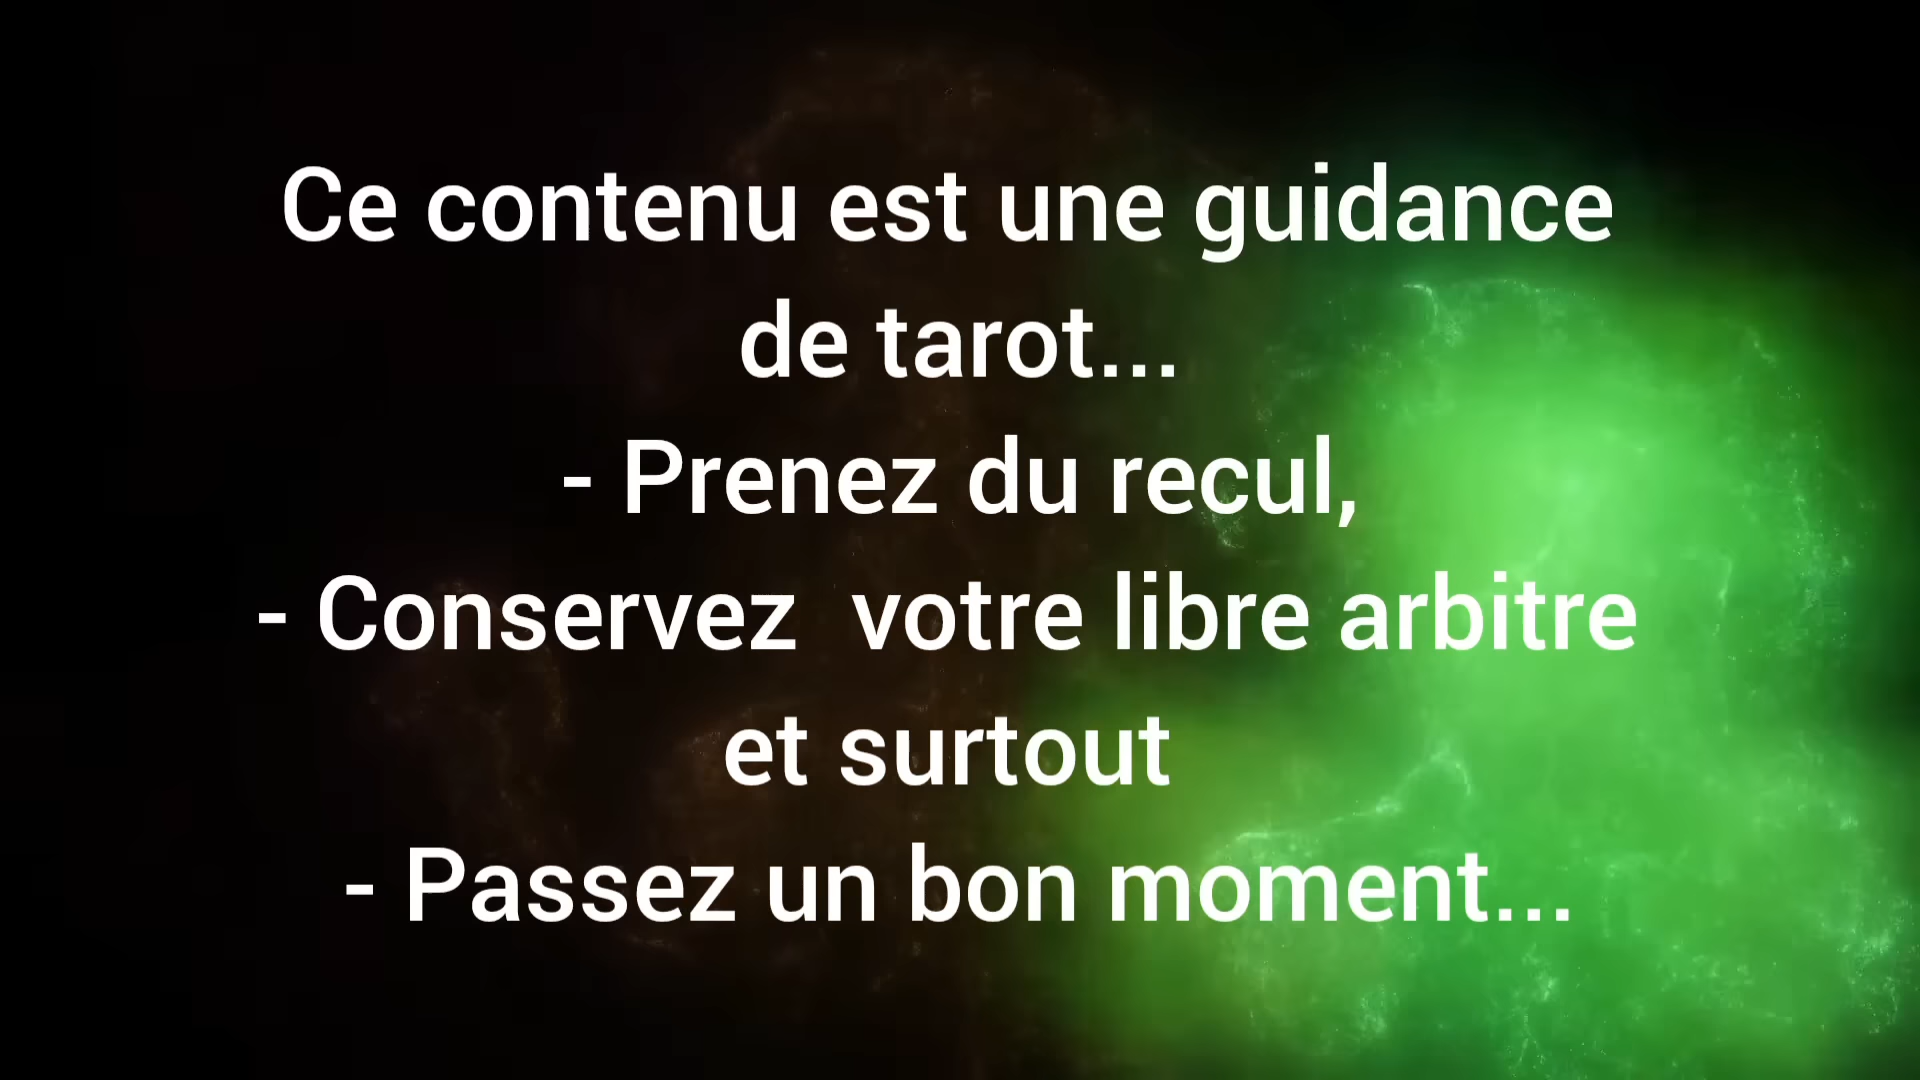 Ce contenu est une guidance
de tarot...
- Prenez du recul,
- Conservez  votre libre arbitre
et surtout
- Passez un bon moment...